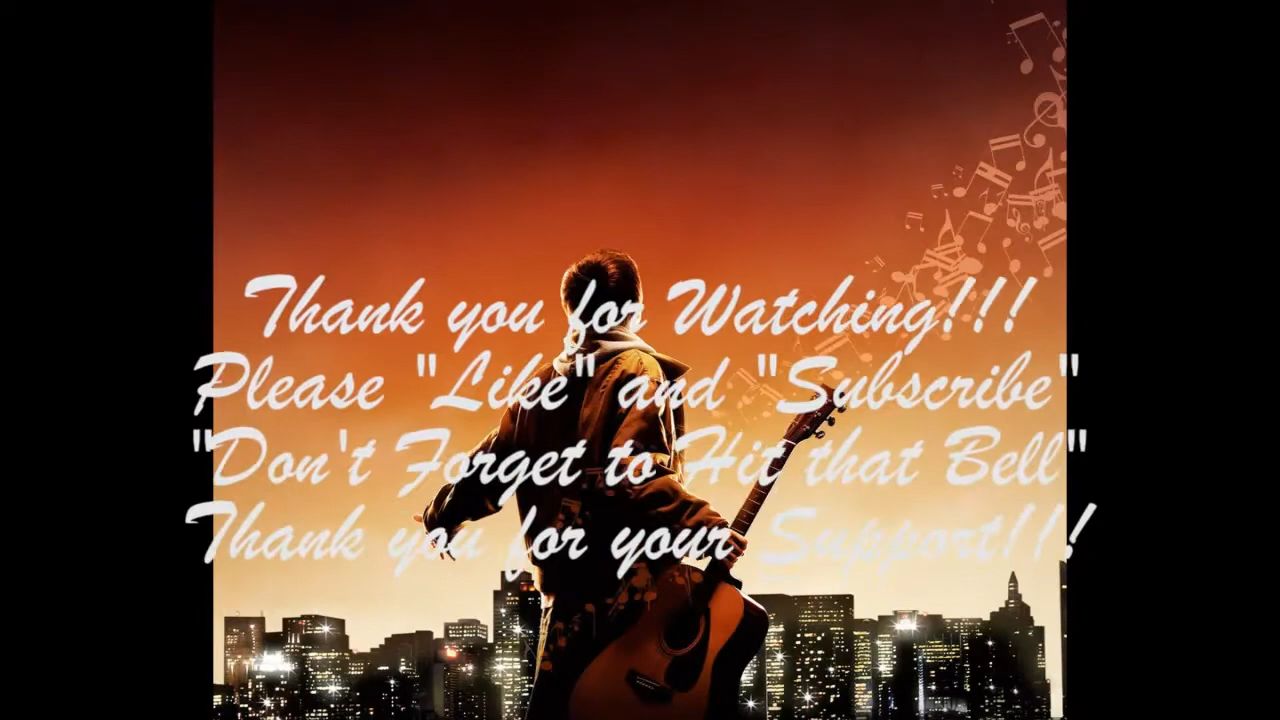 Thank you for Watching!!!
Please "Like" and "Subscribe"
"Don't Forget to Hit that Bell"
Thank you for your Support!!!